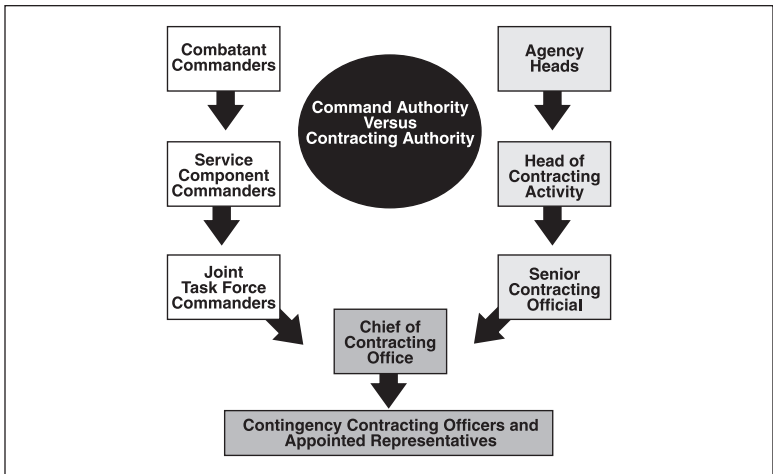 Combatant
Commanders
Agency
Heads
Command Authority
Versus
Contracting Authority
Service
Component
Commanders
Head of
Contracting
Activity
Joint
Task Force
Commanders
Senior
Contracting
Official
Chief of
Contracting
Office
Contingency Contracting Officers and
Appointed Representatives